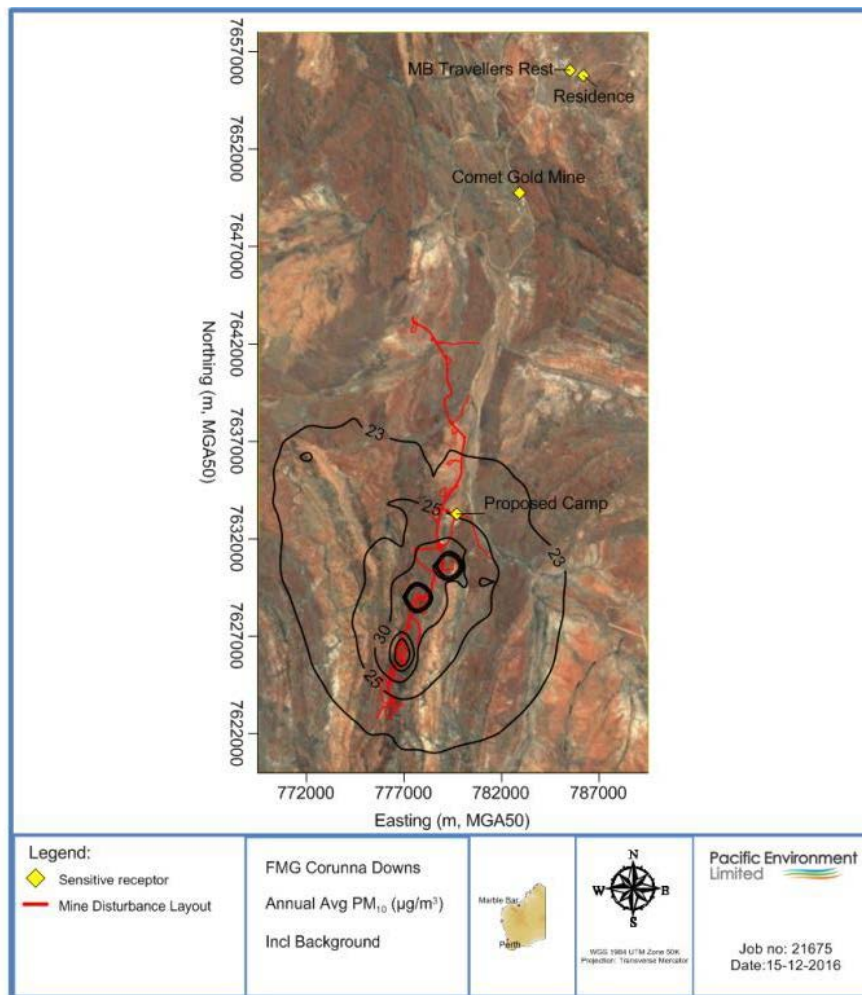 7657000
7652000
7647000
7642000
7637000
7632000
7627000
7622000
Northing (m, MGA50)
MB Travellers Rest
Residence
Comet Gold Mine
23
25
Proposed Camp
23
30
25
772000
777000
782000
787000
Easting (m, MGA50)
Legend:
Sensitive receptor
Mine Disturbance Layout
FMG Corunna Downs
Annual Avg PM10 (µg/m³)
Incl Background
Marble Bar
Perth
N
W
E
S
WGS 1984 UTM Zone 50K
Projection: Transverse Mercator
Pacific Environment
Limited
Job no: 21675
Date:15-12-2016